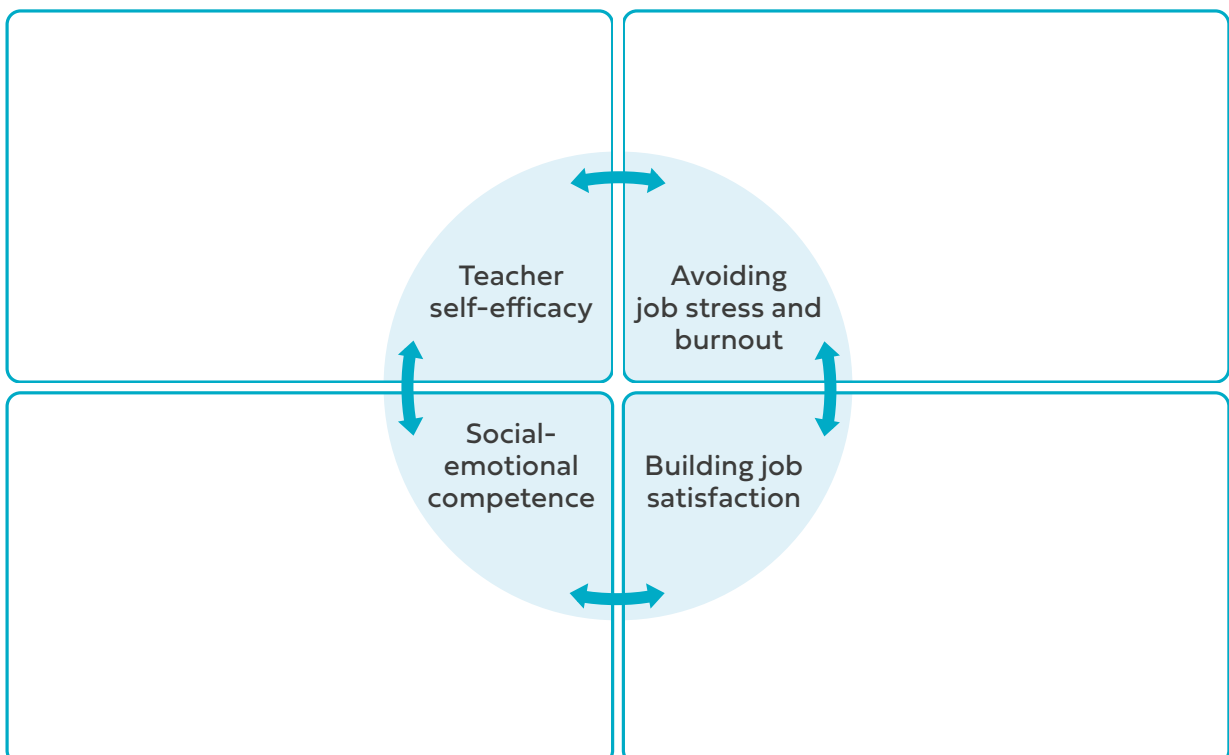 Teacher
self-efficacy
Avoiding
job stress and
burnout
Social-
emotional
competence
Building job
satisfaction